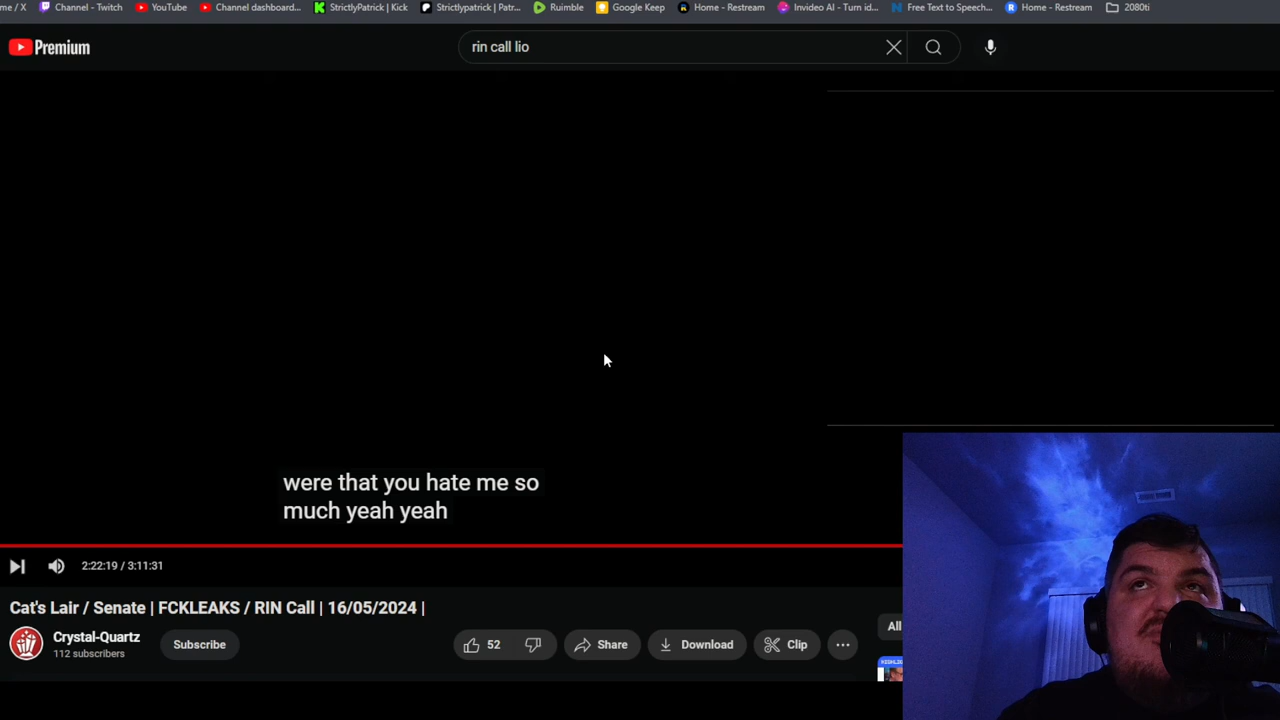 me / X Channel - Twitch YouTube Channel dashboard... StrictlyPatrick | Kick Strictlypatrick | Patr... Rumble Google Keep Home - Restream Invideo AI - Turn id... Free Text to Speech... Home - Restream 2080ti
Premium rin call lio
were that you hate me so
much yeah yeah
2:22:19 / 3:11:31
Cat's Lair / Senate | FCKLEAKS / RIN Call | 16/05/2024 |
Crystal-Quartz
112 subscribers
Subscribe 52 Share Download Clip ...
All